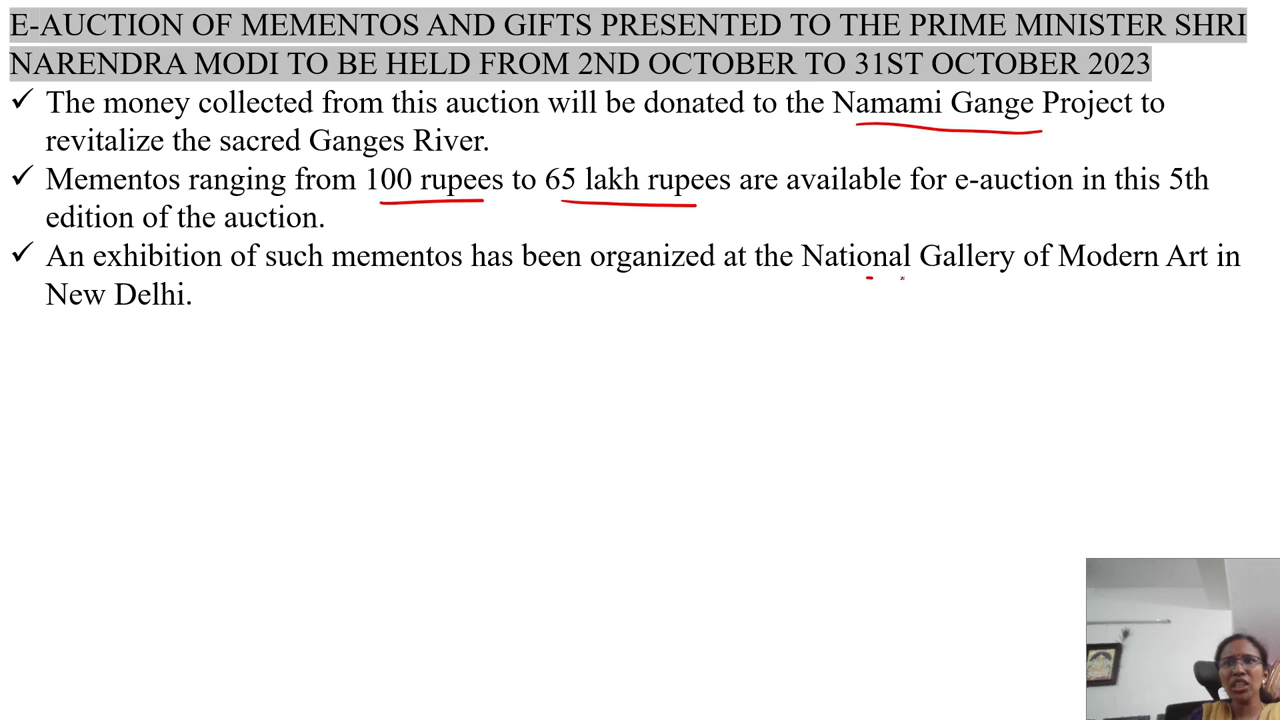 E-AUCTION OF MEMENTOS AND GIFTS PRESENTED TO THE PRIME MINISTER SHRI
NARENDRA MODI TO BE HELD FROM 2ND OCTOBER TO 31ST OCTOBER 2023
✓ The money collected from this auction will be donated to the Namami Gange Project to
revitalize the sacred Ganges River.
✓ Mementos ranging from 100 rupees to 65 lakh rupees are available for e-auction in this 5th
edition of the auction.
✓ An exhibition of such mementos has been organized at the National Gallery of Modern Art in
New Delhi.